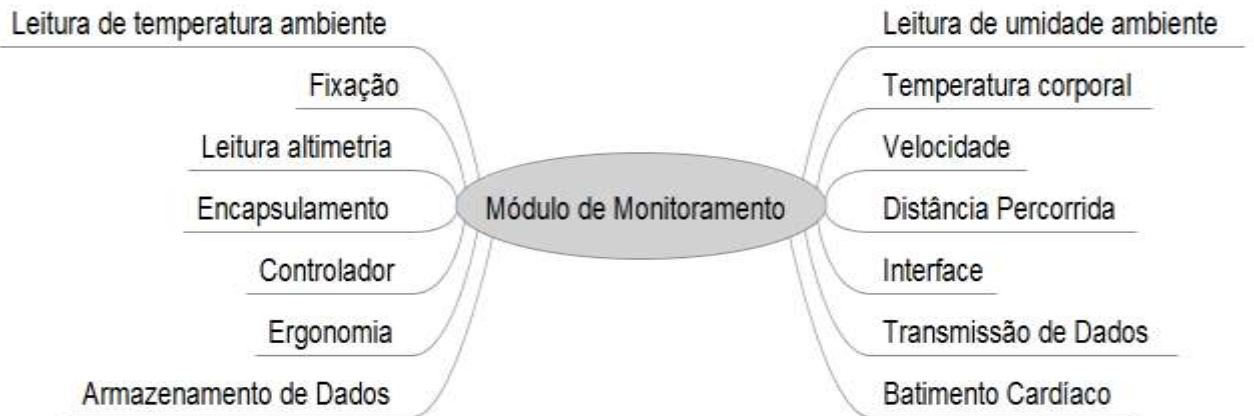 Leitura de temperatura ambiente
Fixação
Leitura altimetria
Encapsulamento
Controlador
Ergonomia
Armazenamento de Dados
Módulo de Monitoramento
Leitura de umidade ambiente
Temperatura corporal
Velocidade
Distância Percorrida
Interface
Transmissão de Dados
Batimento Cardíaco